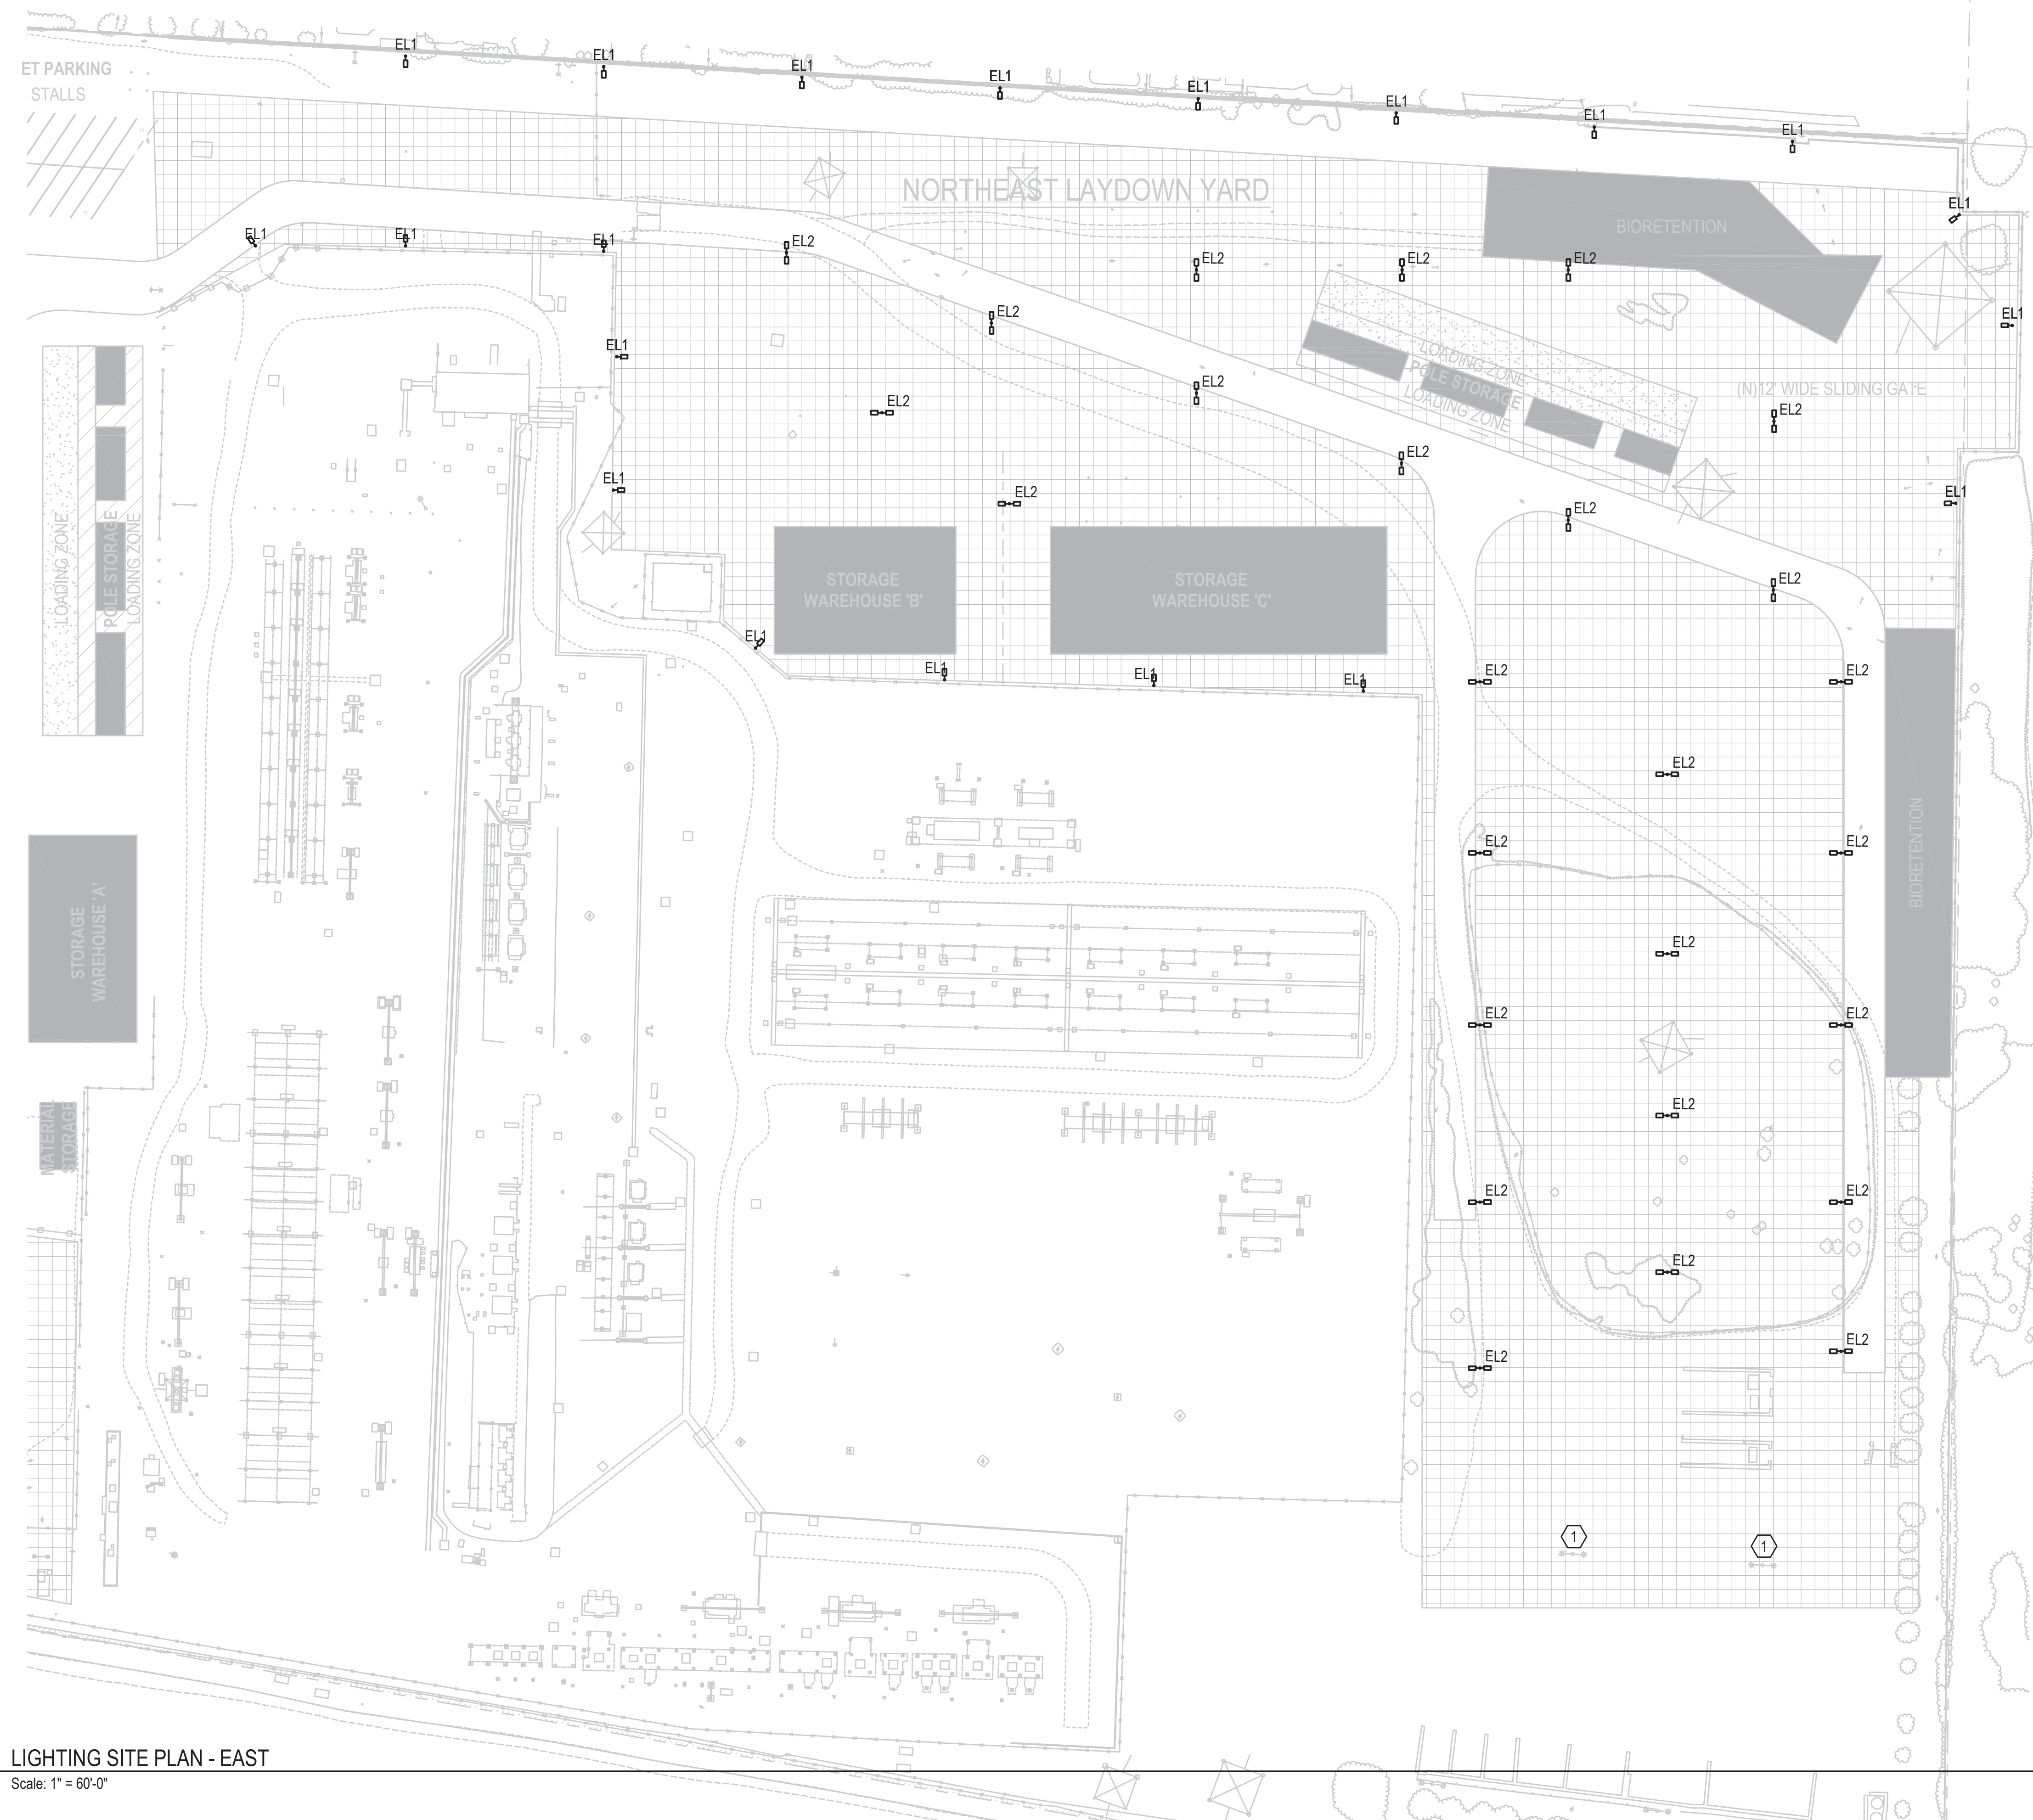 EL1
EL1
EL1
EL1
EL1
EL1
EL1
EL1
ET PARKING
STALLS
NORTHEAST LAYDOWN YARD
BIORETENTION
EL1
EL1
EL1
EL1
EL2
EL2
EL2
EL2
EL2
EL1
EL1
LOADING ZONE
POLE STORAGE
LOADING ZONE
EL2
(N)12' WIDE SLIDING GATE
EL2
EL2
EL2
EL1
EL2
EL1
EL2
LOADING ZONE
POLE STORAGE
LOADING ZONE
STORAGE
WAREHOUSE 'B'
STORAGE
WAREHOUSE 'C'
EL2
EL1
EL1
EL1
EL1
EL2
EL2
EL2
EL2
EL2
BIORETENTION
STORAGE
WAREHOUSE 'A'
EL2
EL2
EL2
MATERIAL
STORAGE
EL2
EL2
EL2
EL2
EL2
EL2
1
1
LIGHTING SITE PLAN - EAST
Scale: 1" = 60'-0"